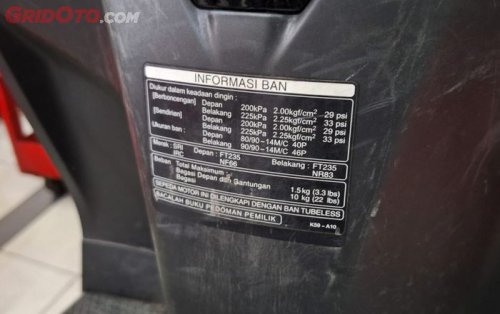 GRIDOTO.COM
INFORMASI BAN
Diukur dalam keadaan dingin :
[Berboncengan] Depan 200kPa 2.00kgf/cm² 29 psi
Belakang 225kPa 2.25kgf/cm² 33 psi
[Sendirian] Depan 200kPa 2.00kgf/cm² 29 psi
Belakang 225kPa 2.25kgf/cm² 33 psi
Ukuran ban : Depan 80/90-14M/C 40P
Belakang 90/90-14M/C 46P
Merek : SRI Depan : FT235 Belakang : FT235
IRC NF66 NR83
Beban Total Maksimum :
Bagasi Depan dan Gantungan 1.5kg (3.3 lbs)
Bagasi 10 kg (22 lbs)
SEPEDA MOTOR INI DILENGKAPI DENGAN BAN TUBELESS
BACALAH BUKU PEDOMAN PEMILIK
K59-A10